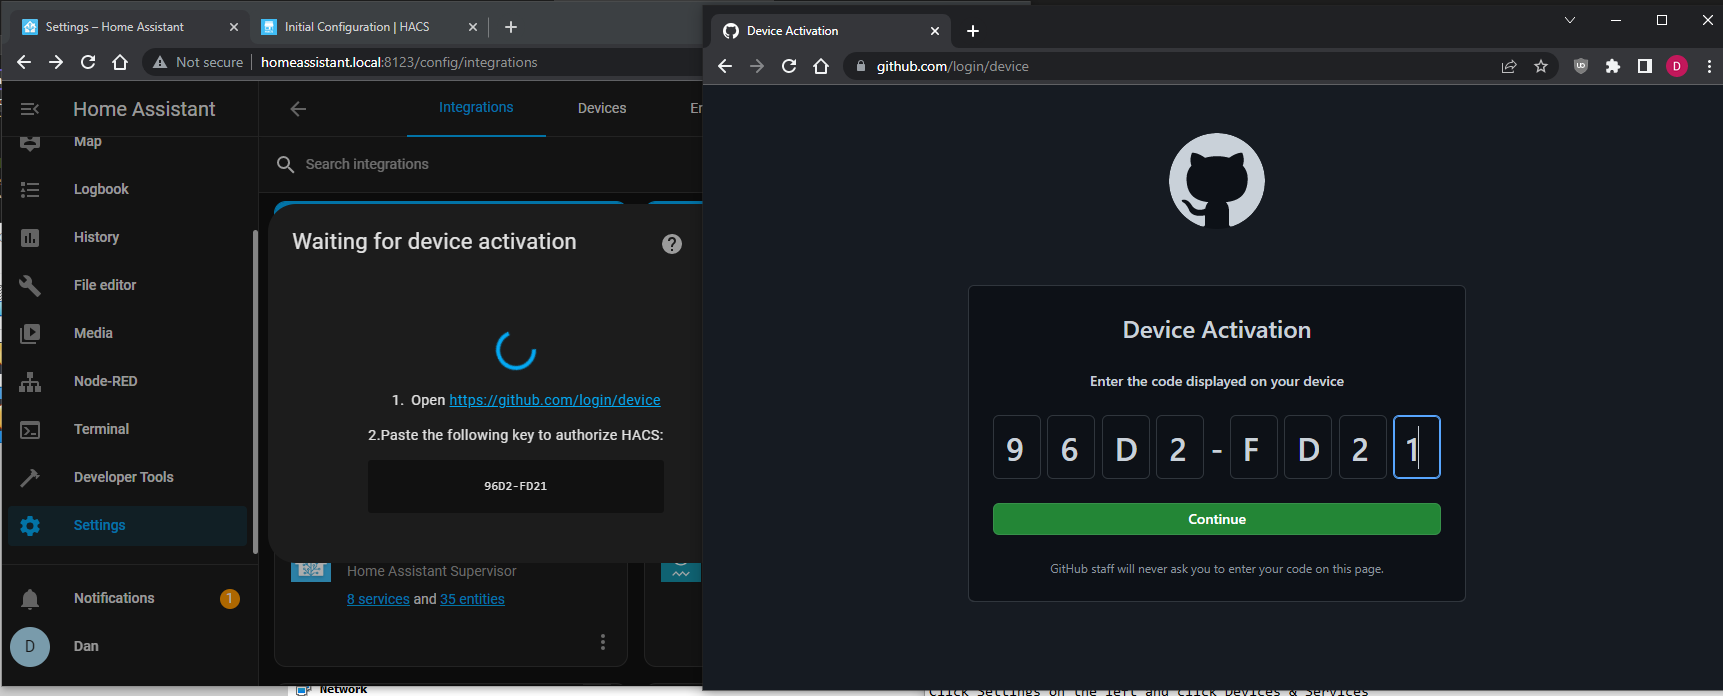 Settings – Home Assistant
Initial Configuration | HACS
Not secure
homeassistant.local:8123/config/integrations
Home Assistant
Map
Logbook
History
File editor
Media
Node-RED
Terminal
Developer Tools
Settings
Notifications
1
D
Dan
Integrations
Devices
Search integrations
Waiting for device activation
?
1. Open https://github.com/login/device
2.Paste the following key to authorize HACS:
96D2-FD21
Home Assistant Supervisor
8 services and 35 entities
Network
Device Activation
github.com/login/device
D
Device Activation
Enter the code displayed on your device
9 6 D 2 - F D 2 1
Continue
GitHub staff will never ask you to enter your code on this page.
Click Settings on the left and click Devices & Services